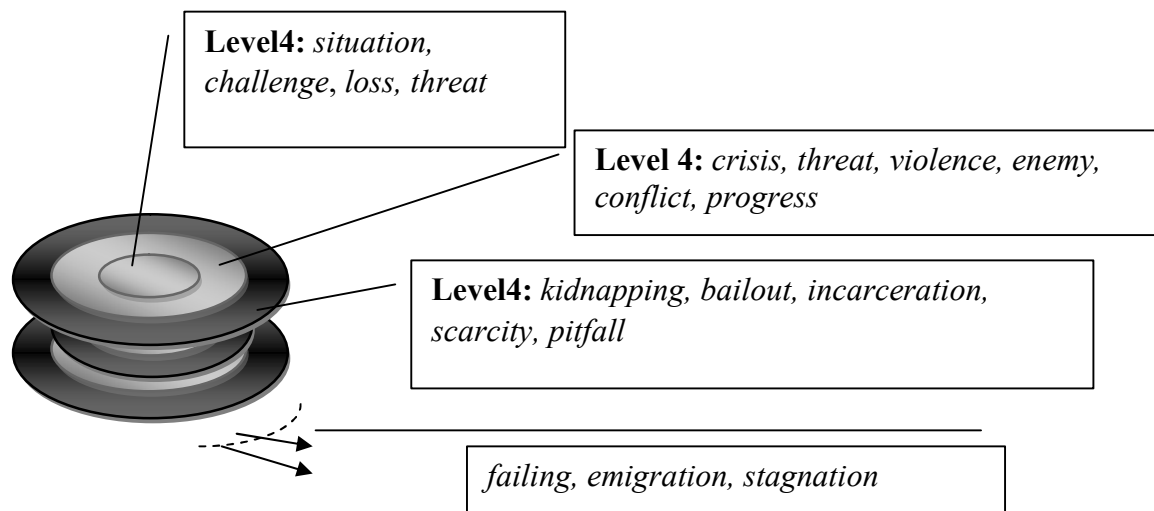 Level4: situation,
challenge, loss, threat
Level 4: crisis, threat, violence, enemy,
conflict, progress
Level4: kidnapping, bailout, incarceration,
scarcity, pitfall
failing, emigration, stagnation